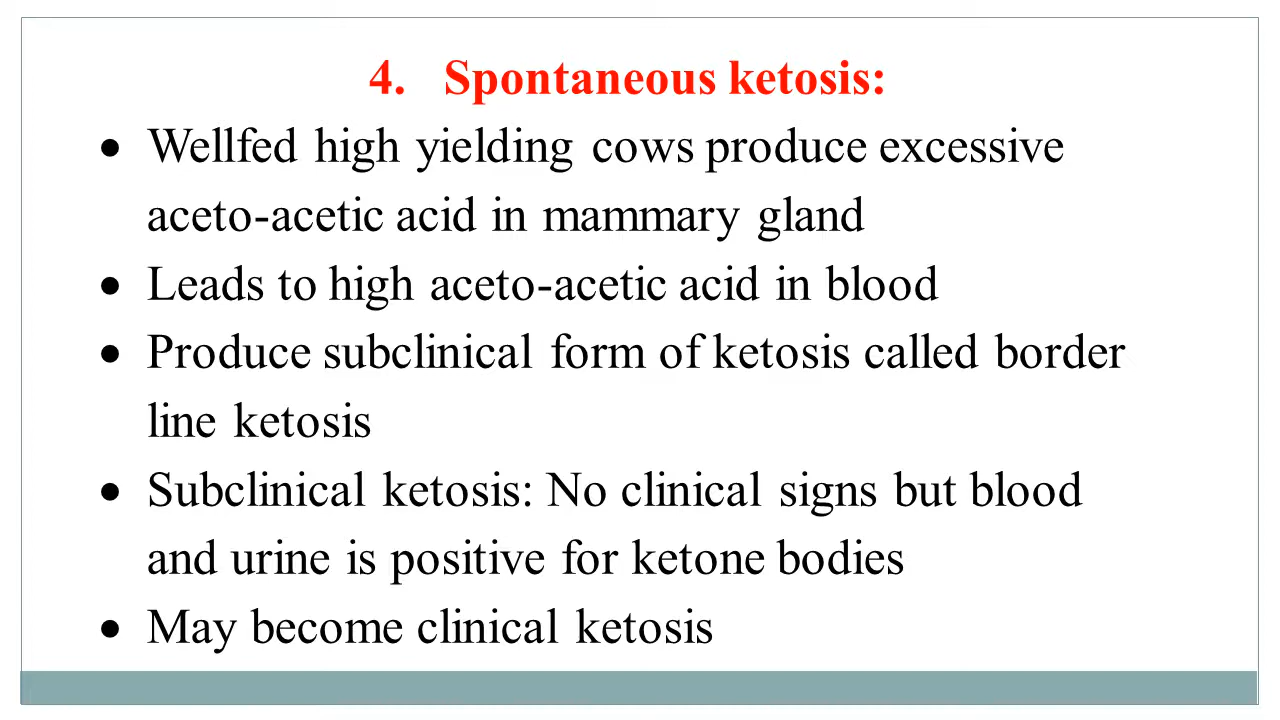 4. Spontaneous ketosis:
• Wellfed high yielding cows produce excessive
aceto-acetic acid in mammary gland
• Leads to high aceto-acetic acid in blood
• Produce subclinical form of ketosis called border
line ketosis
• Subclinical ketosis: No clinical signs but blood
and urine is positive for ketone bodies
• May become clinical ketosis